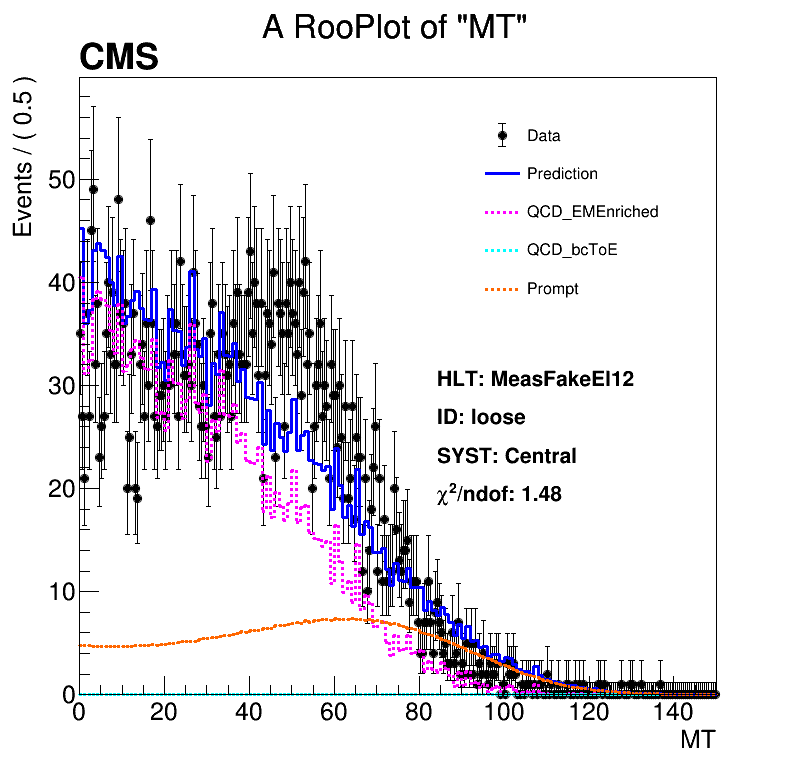 A RooPlot of "MT"
CMS
Events / ( 0.5 )
50
40
30
20
10
0
Data
Prediction
QCD_EMEnriched
QCD_bcToE
Prompt
HLT: MeasFakeEl12
ID: loose
SYST: Central
χ²/ndof: 1.48
0 20 40 60 80 100 120 140
MT